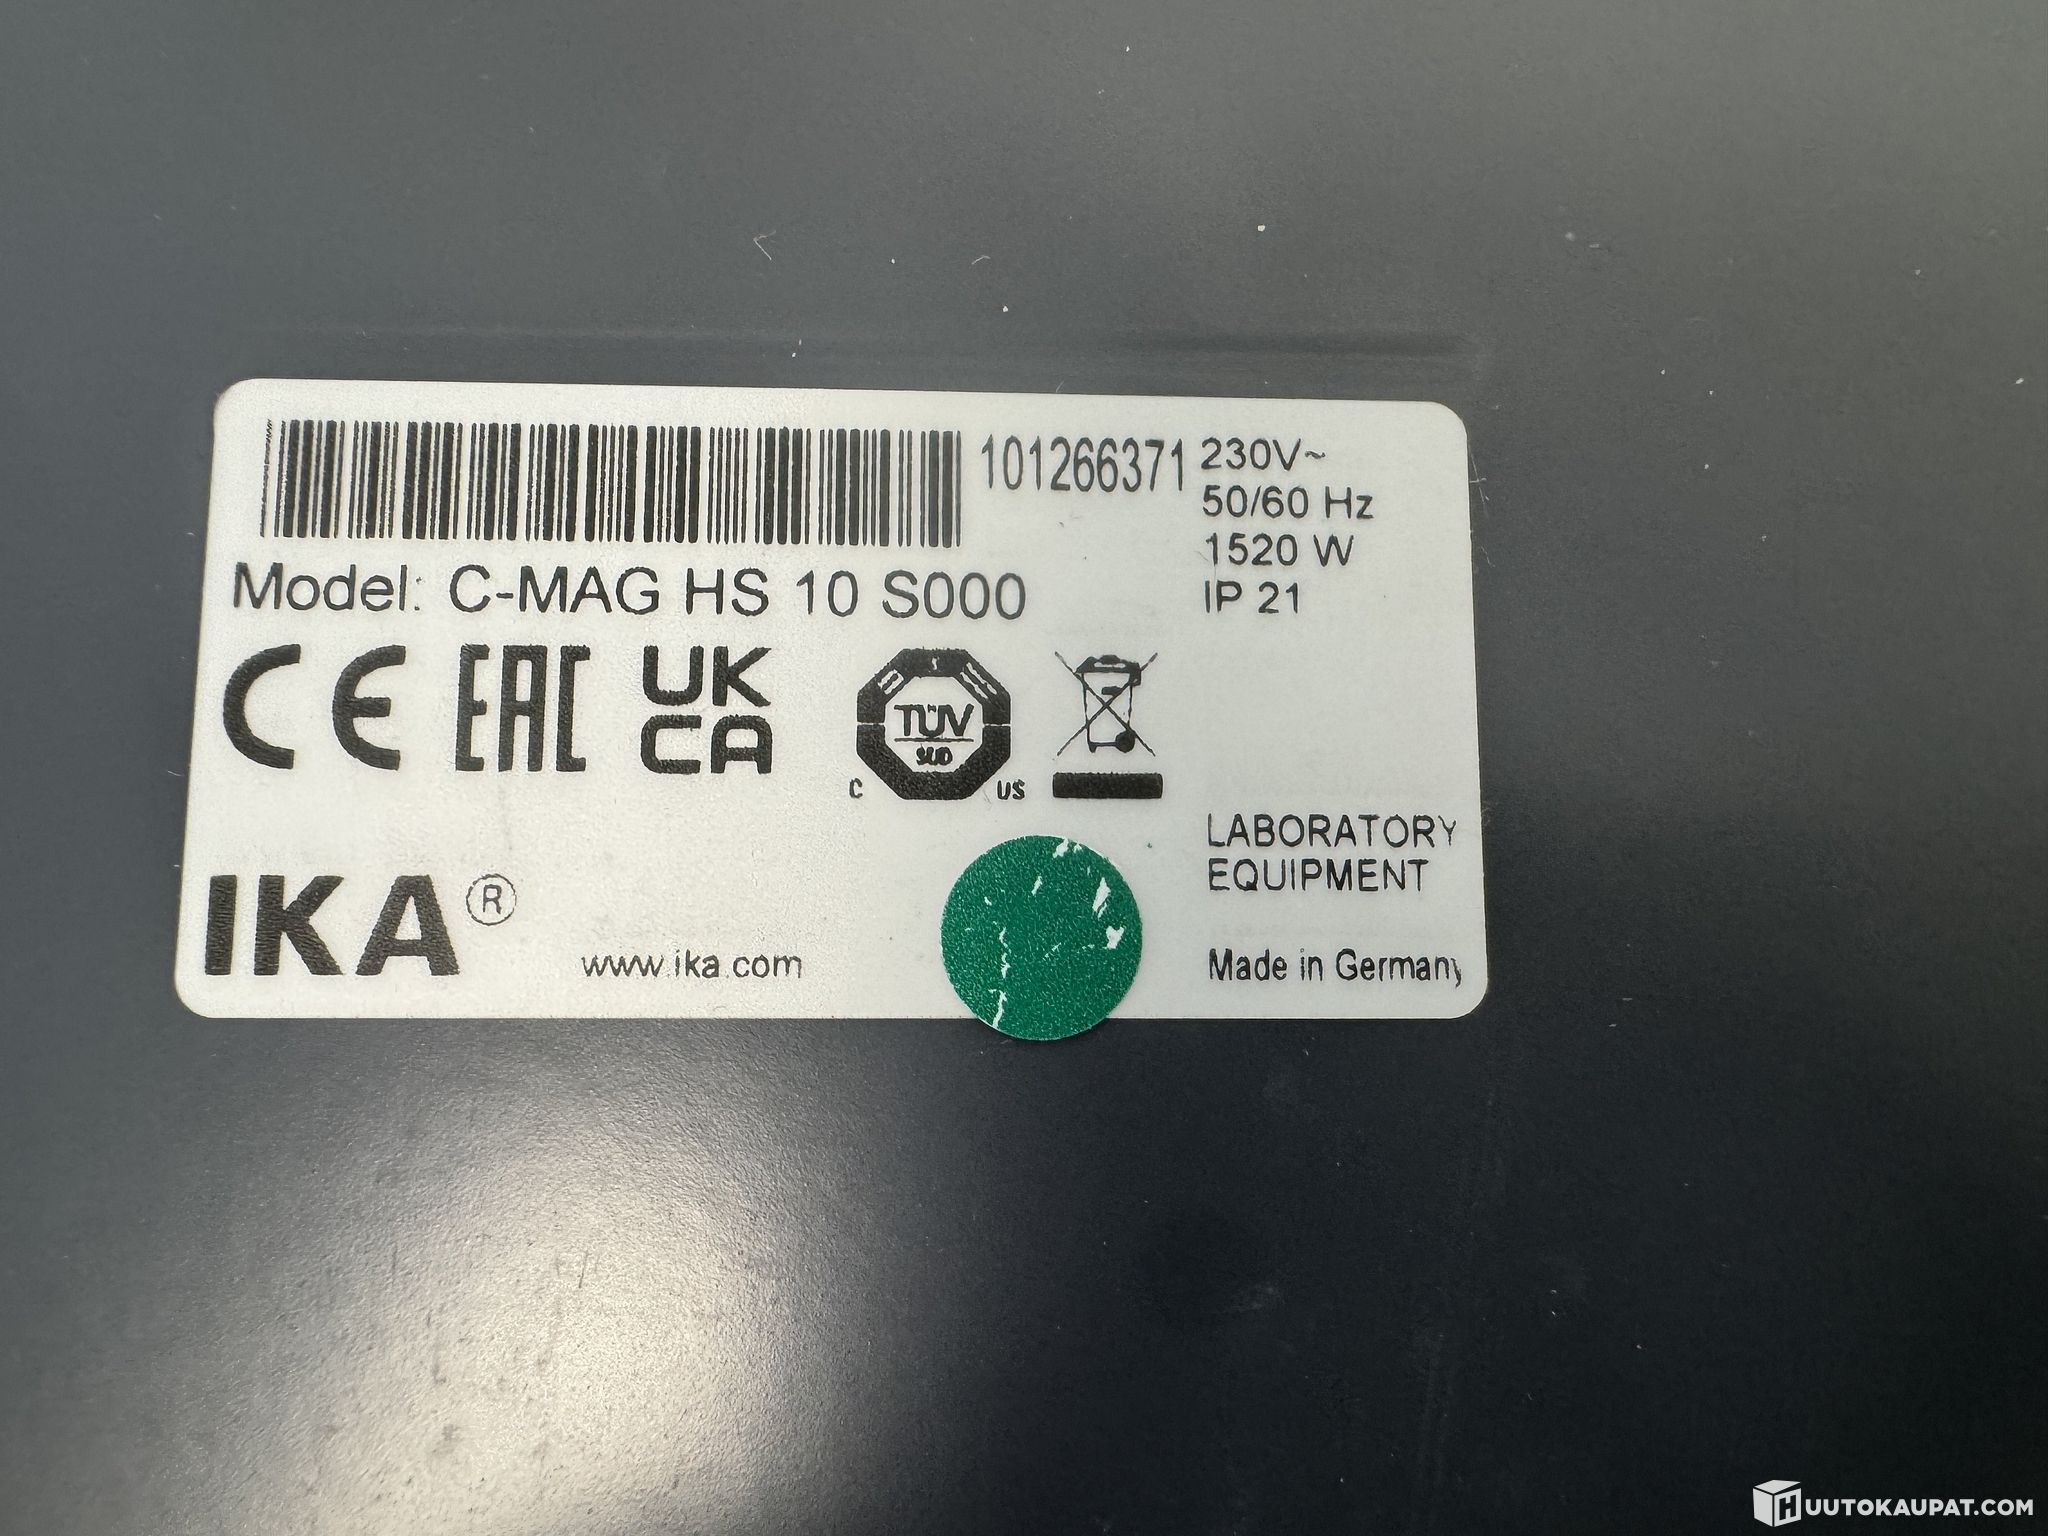 101266371
230V~
50/60 Hz
1520 W
IP 21
Model: C-MAG HS 10 S000
CE EAC UK CA
TÜV
SÜD
C US
LABORATORY
EQUIPMENT
IKA®
www.ika.com
Made in Germany
HUUTOKAUPAT.COM